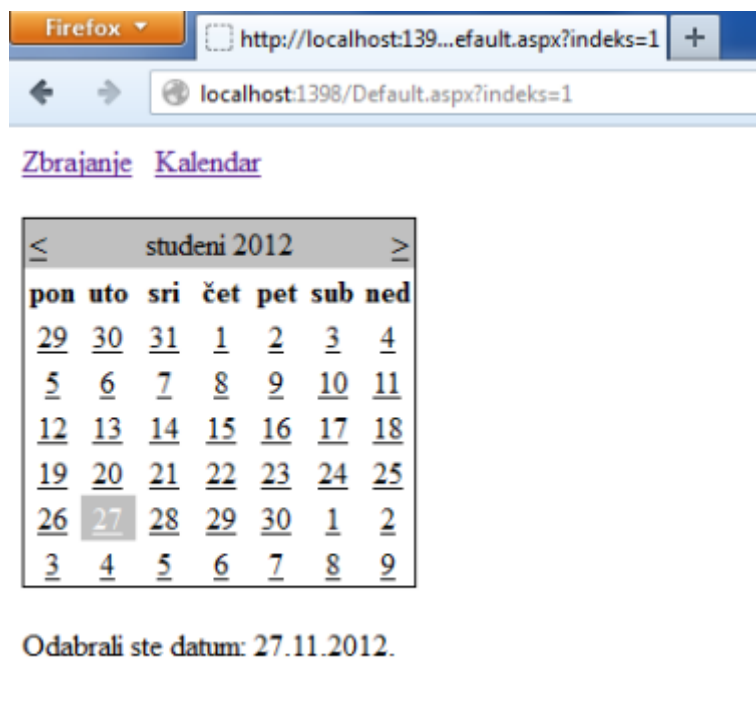 Firefox
http://localhost:139...efault.aspx?indeks=1 +
localhost:1398/Default.aspx?indeks=1
Zbrajanje Kalendar
< studeni 2012 >
pon uto sri čet pet sub ned
29 30 31 1 2 3 4
5 6 7 8 9 10 11
12 13 14 15 16 17 18
19 20 21 22 23 24 25
26 27 28 29 30 1 2
3 4 5 6 7 8 9
Odabrali ste datum: 27.11.2012.